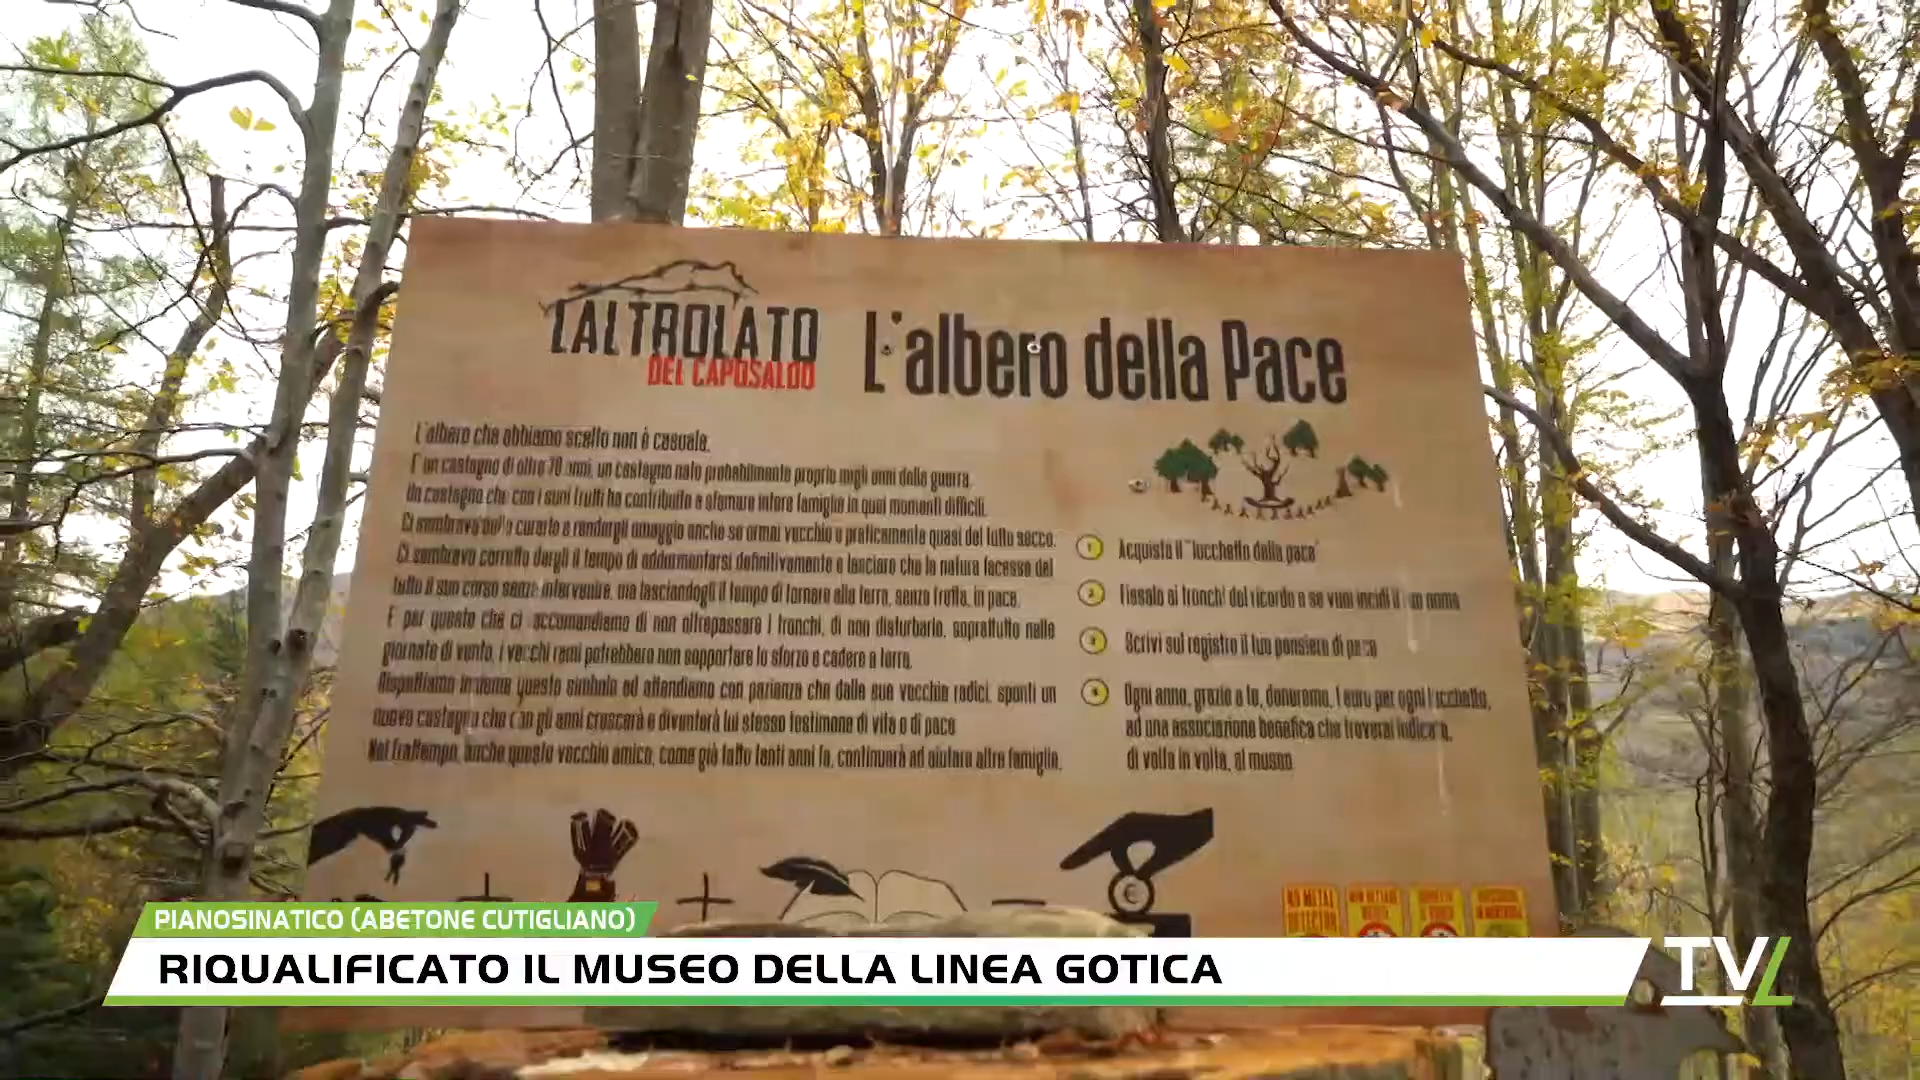 LALTROLATO
DEL CAPOSALDO
L'albero della Pace
L'albero che abbiamo scelto non è casuale.
E' un castagno di oltre 70 anni, un castagno nato probabilmente proprio negli anni della guerra.
Un castagno che con i suoi frutti ha contribuito a sfamare intere famiglie in quei momenti difficili.
Ci sembrava bello curarlo e rendergli omaggio anche se ormai vecchio e praticamente quasi del tutto secco.
Ci sembrava corretto dargli il tempo di addormentarsi definitivamente e lasciare che la natura facesse del
tutto il suo corso senza intervenire, ma lasciandogli il tempo di tornare alla terra, senza fretta, in pace.
E per questo che ci raccomandiamo di non oltrepassare i tronchi, di non disturbarlo, soprattutto nelle
giornate di vento, i vecchi rami potrebbero non sopportare lo sforzo e cadere a terra.
Rispettiamo insieme questo simbolo ed attendiamo con pazienza che dalle sue vecchie radici, spunti un
nuovo castagno che con gli anni crescerà e diventerà lui stesso testimone di vita e di pace
Nel frattempo, anche questo vecchio amico, come già fatto tanti anni fa, continuerà ad aiutare altre famiglie.
1 Acquista il "lucchetto della pace"
2 Fissalo ai tronchi del ricordo e se vuoi incidi il tuo nome
3 Scrivi sul registro il tuo pensiero di pace
4 Ogni anno, grazie a te, doneremo, 1 euro per ogni lucchetto,
ad una associazione benefica che troverai indicata,
di volta in volta, al museo
+ + = €
NO METAL
DETECTOR
PIANOSINATICO (ABETONE CUTIGLIANO)
RIQUALIFICATO IL MUSEO DELLA LINEA GOTICA
TVL